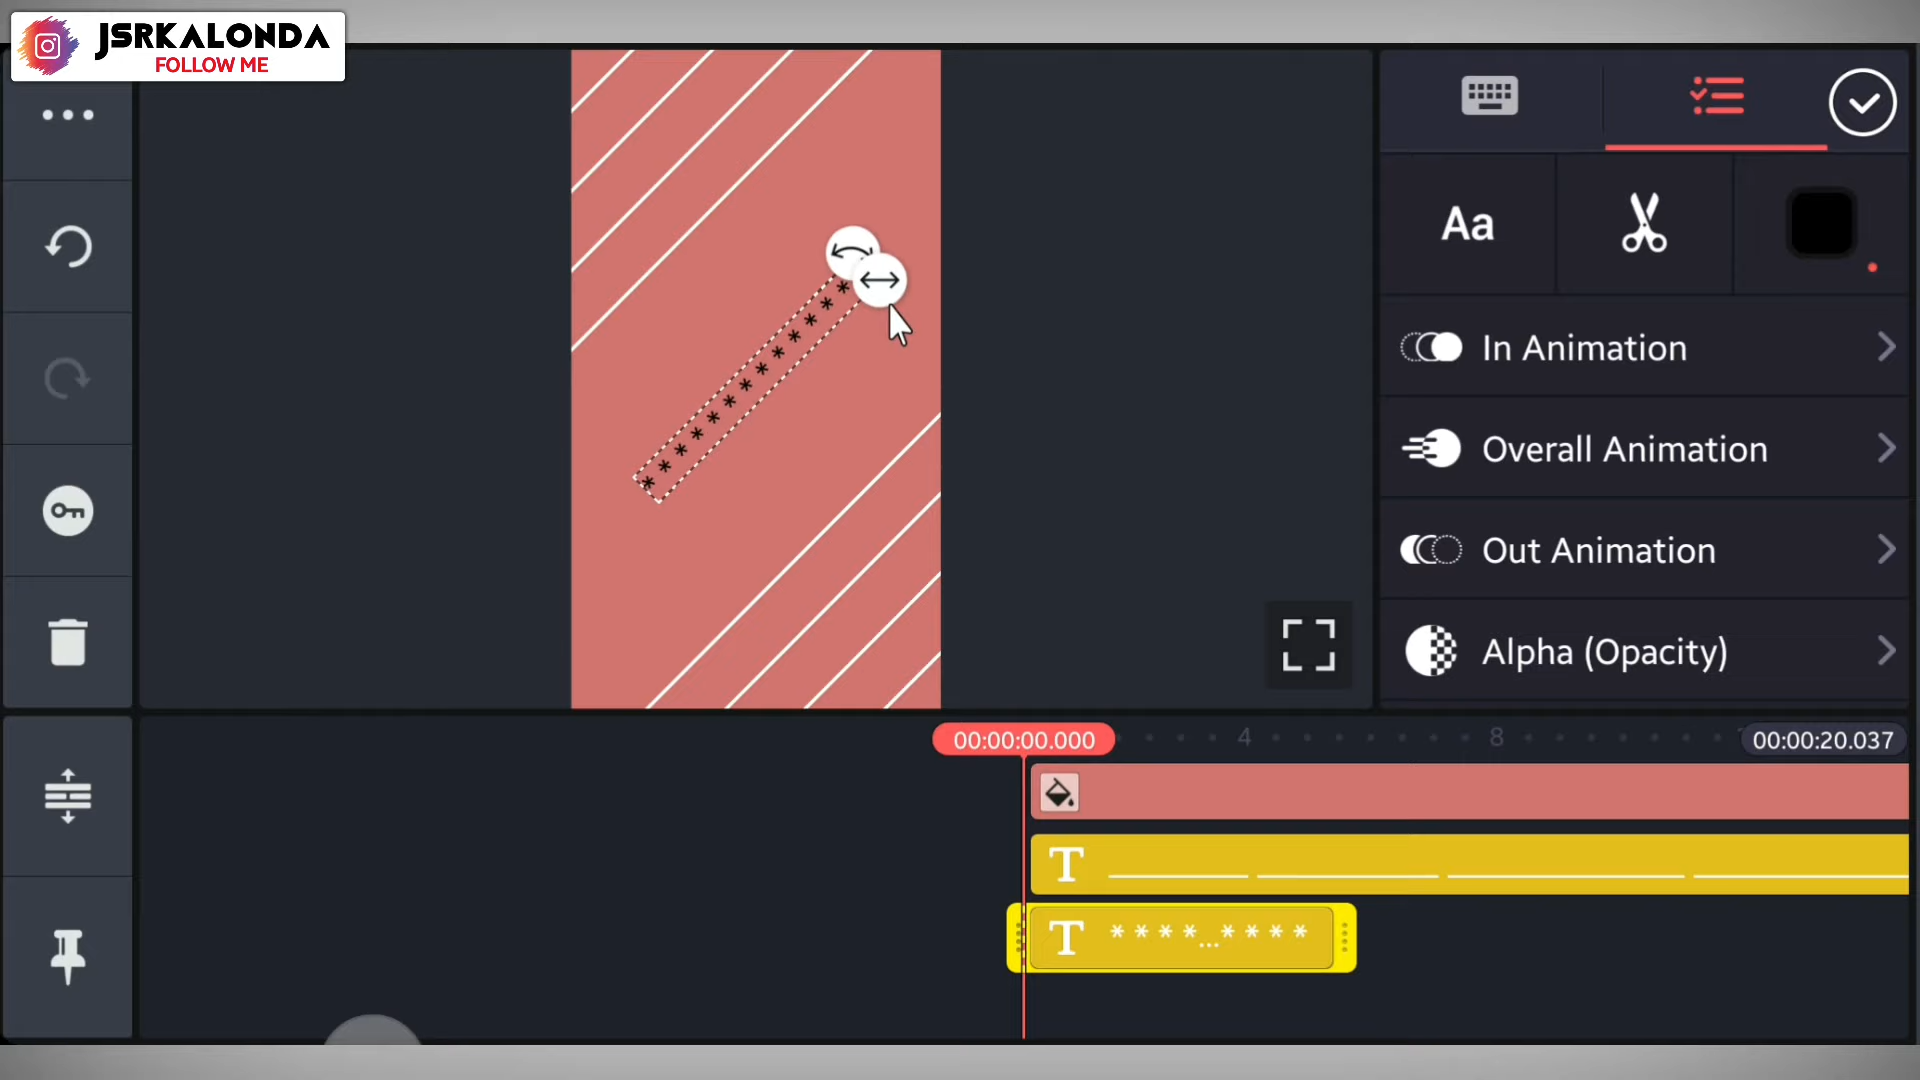 JSRKALONDA
FOLLOW ME
Aa
In Animation
Overall Animation
Out Animation
Alpha (Opacity)
* * * * * * * * * * * * *
00:00:00.000
4
8
00:00:20.037
T
T * * * *...* * * *